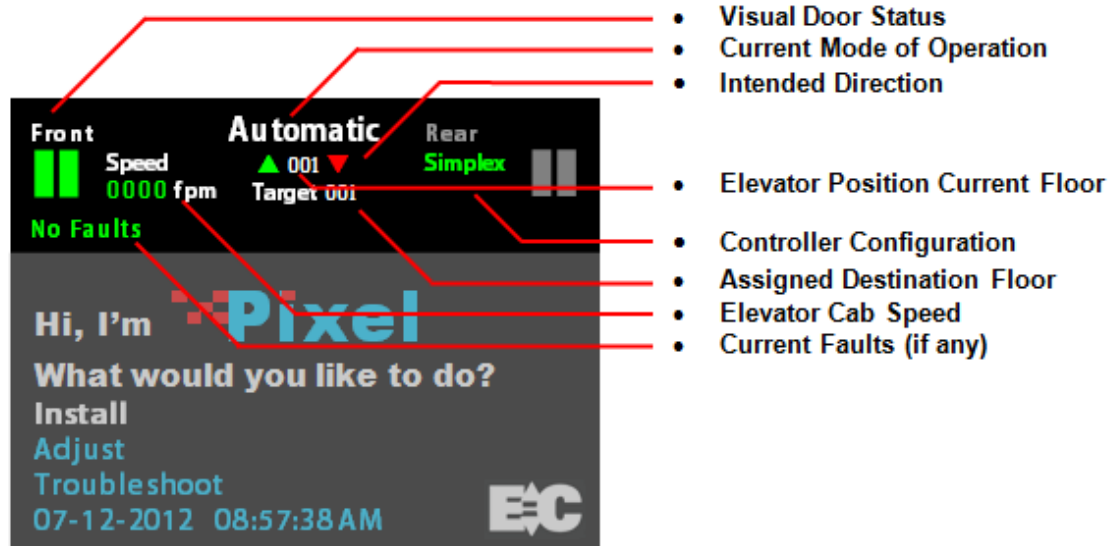 Visual Door Status
Current Mode of Operation
Intended Direction
Front
Automatic
Rear
Speed
001
Simplex
0000 fpm
Target 001
No Faults
Elevator Position Current Floor
Controller Configuration
Assigned Destination Floor
Elevator Cab Speed
Current Faults (if any)
Hi, I'm Pixel
What would you like to do?
Install
Adjust
Troubleshoot
07-12-2012 08:57:38AM
EC